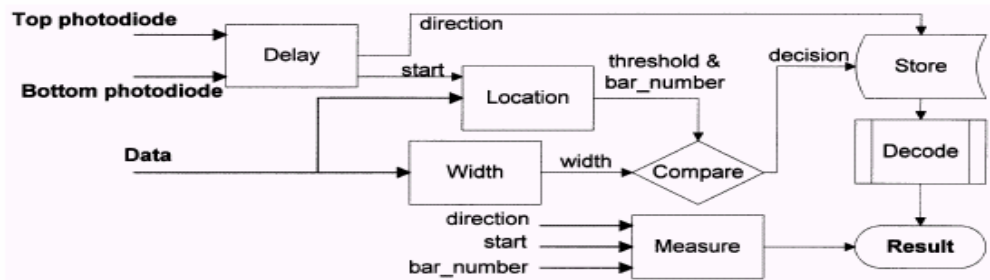 Top photodiode
direction
Delay
Bottom photodiode
start
Location
threshold &
bar_number
decision
Store
Data
Width
width
Compare
Decode
direction
start
bar_number
Measure
Result